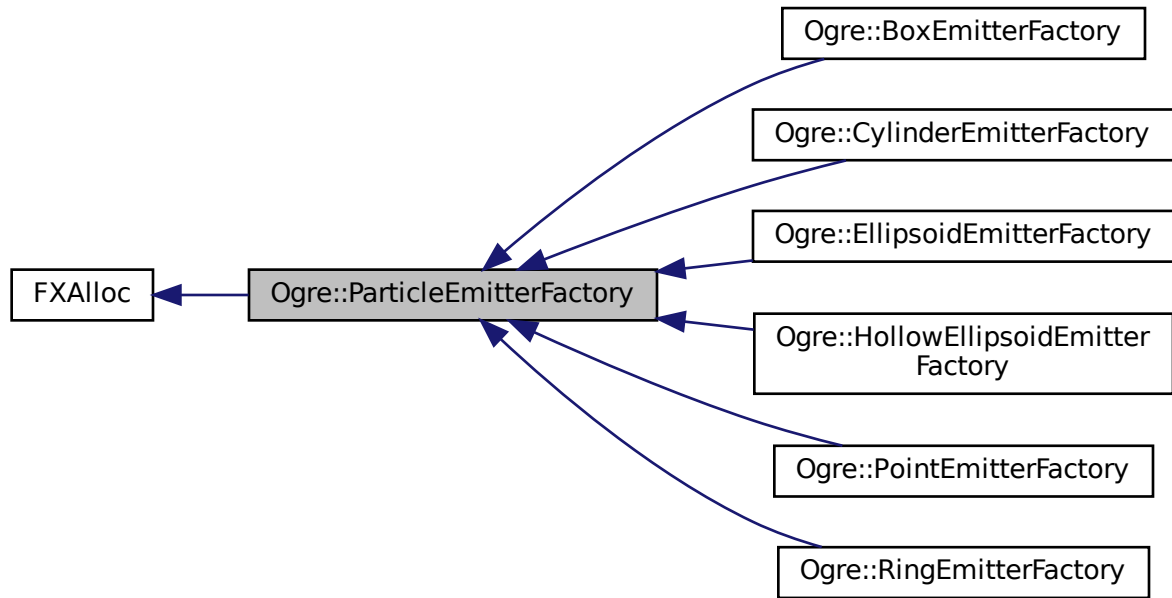 Ogre::BoxEmitterFactory
Ogre::CylinderEmitterFactory
Ogre::EllipsoidEmitterFactory
FXAlloc
Ogre::ParticleEmitterFactory
Ogre::HollowEllipsoidEmitter
Factory
Ogre::PointEmitterFactory
Ogre::RingEmitterFactory